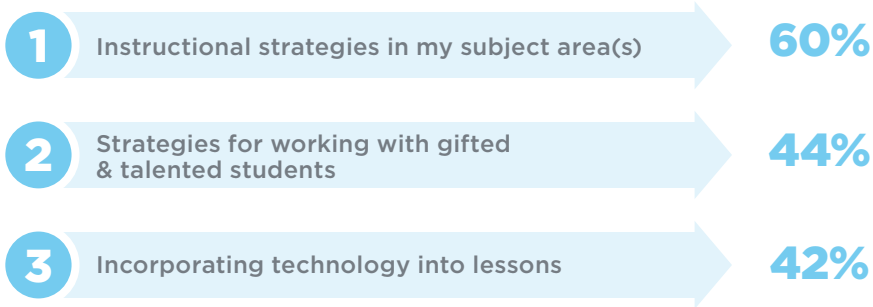 1 Instructional strategies in my subject area(s) 60%
2 Strategies for working with gifted
& talented students 44%
3 Incorporating technology into lessons 42%